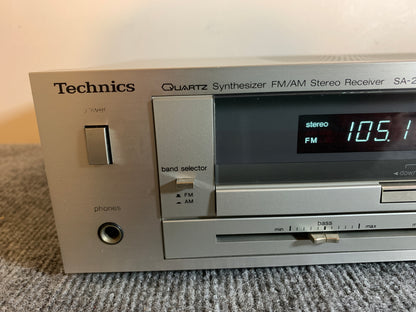 Technics
QUARTZ Synthesizer FM/AM Stereo Receiver SA-2
power
stereo
FM 105.1
band selector
◁ down
FM
AM
phones
bass
min max